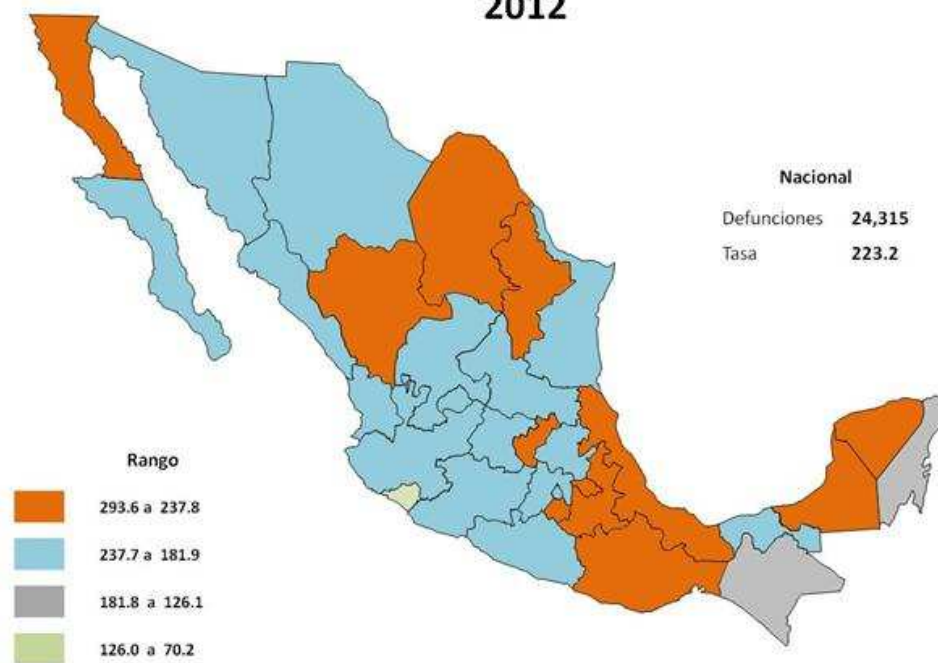 2012
Nacional
Defunciones 24,315
Tasa 223.2
Rango
293.6 a 237.8
237.7 a 181.9
181.8 a 126.1
126.0 a 70.2